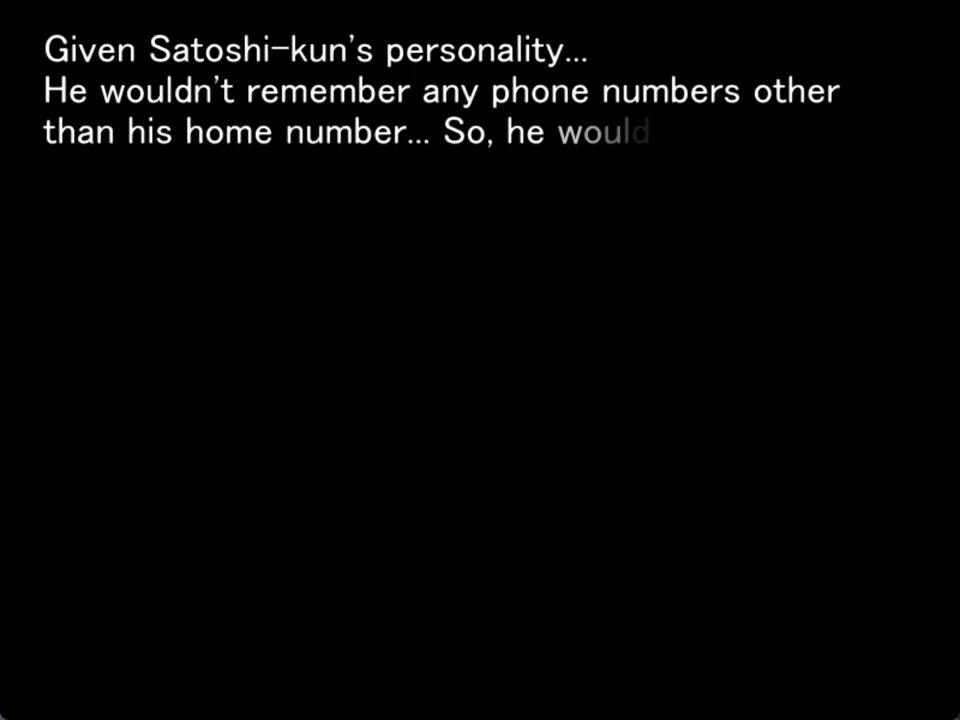 Given Satoshi-kun's personality...
He wouldn't remember any phone numbers other
than his home number... So, he would